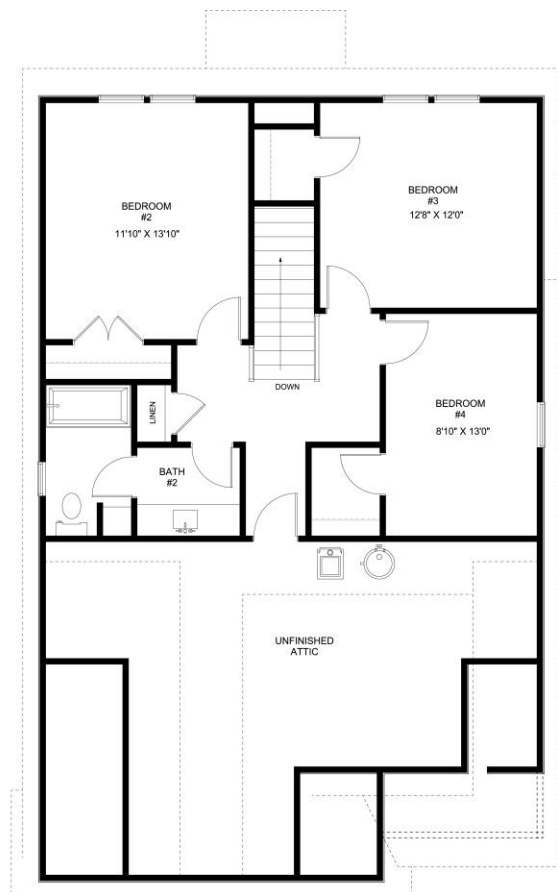 BEDROOM
#2
11'10" X 13'10"
BEDROOM
#3
12'8" X 12'0"
DOWN
LINEN
BEDROOM
#4
8'10" X 13'0"
BATH
#2
UNFINISHED
ATTIC